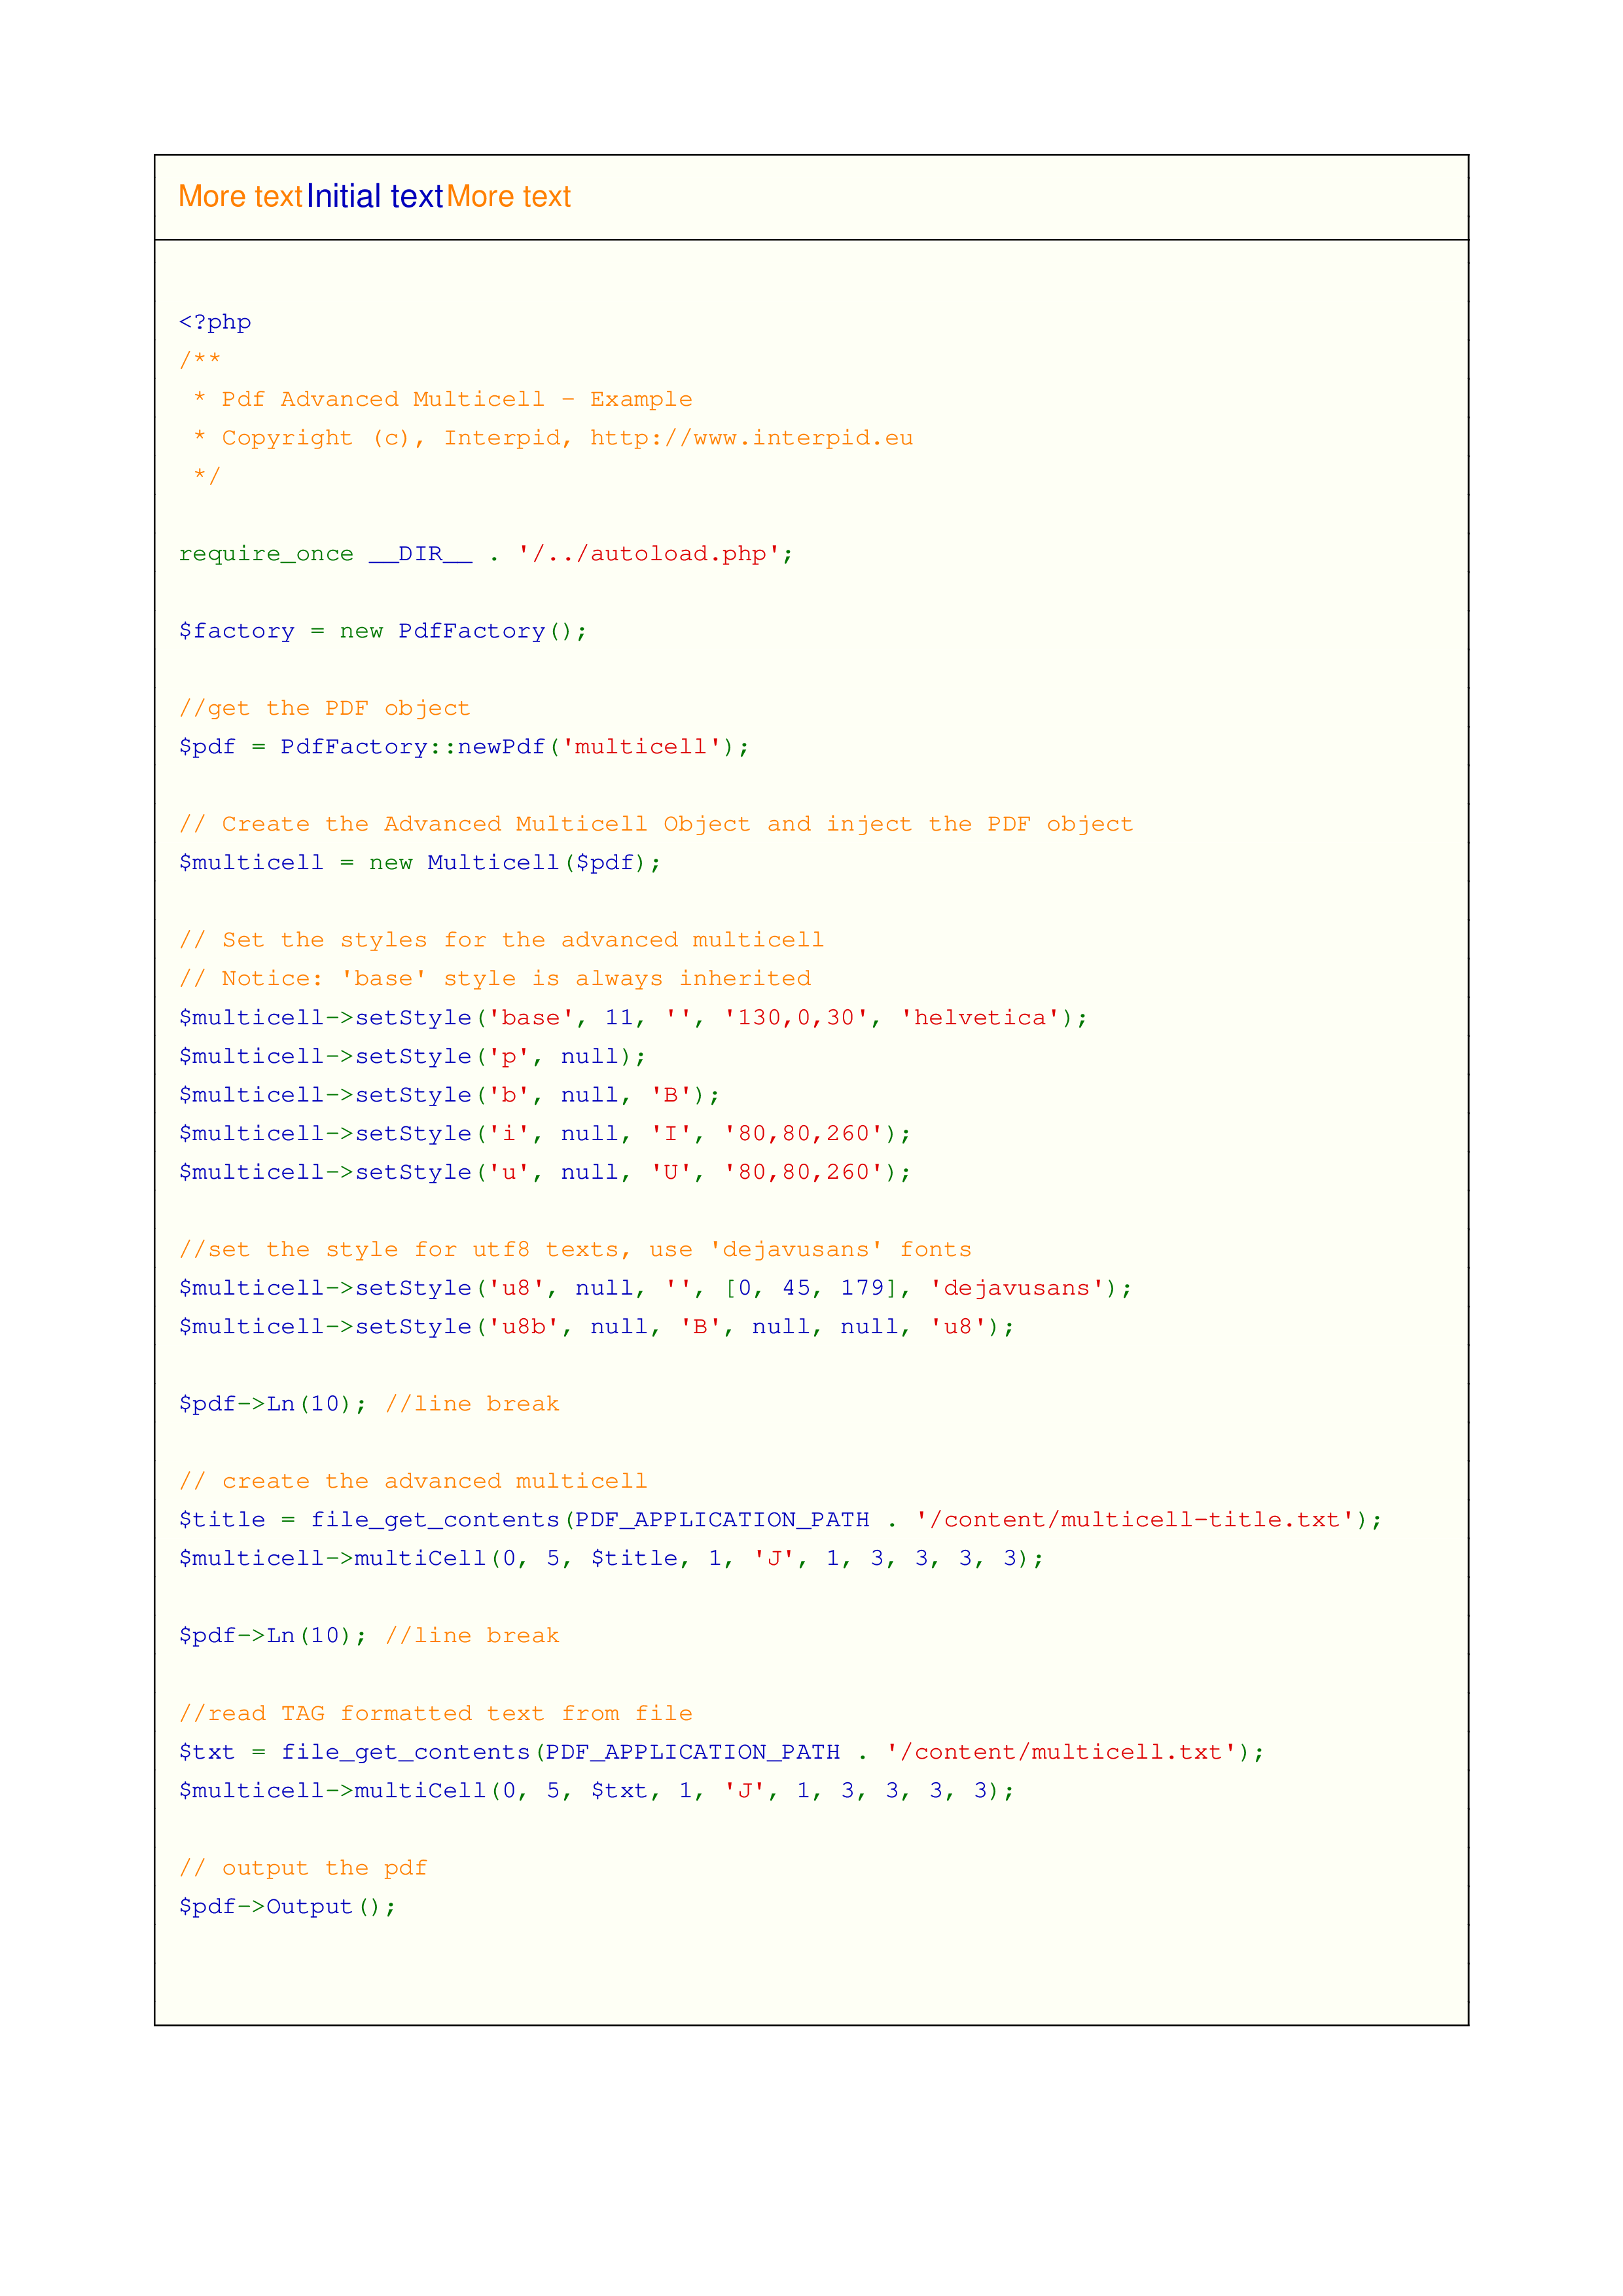 More textInitial textMore text
<?php
/**
 * Pdf Advanced Multicell - Example
 * Copyright (c), Interpid, http://www.interpid.eu
 */
require_once __DIR__ . '/../autoload.php';
$factory = new PdfFactory();
//get the PDF object
$pdf = PdfFactory::newPdf('multicell');
// Create the Advanced Multicell Object and inject the PDF object
$multicell = new Multicell($pdf);
// Set the styles for the advanced multicell
// Notice: 'base' style is always inherited
$multicell->setStyle('base', 11, '', '130,0,30', 'helvetica');
$multicell->setStyle('p', null);
$multicell->setStyle('b', null, 'B');
$multicell->setStyle('i', null, 'I', '80,80,260');
$multicell->setStyle('u', null, 'U', '80,80,260');
//set the style for utf8 texts, use 'dejavusans' fonts
$multicell->setStyle('u8', null, '', [0, 45, 179], 'dejavusans');
$multicell->setStyle('u8b', null, 'B', null, null, 'u8');
$pdf->Ln(10); //line break
// create the advanced multicell
$title = file_get_contents(PDF_APPLICATION_PATH . '/content/multicell-title.txt');
$multicell->multiCell(0, 5, $title, 1, 'J', 1, 3, 3, 3, 3);
$pdf->Ln(10); //line break
//read TAG formatted text from file
$txt = file_get_contents(PDF_APPLICATION_PATH . '/content/multicell.txt');
$multicell->multiCell(0, 5, $txt, 1, 'J', 1, 3, 3, 3, 3);
// output the pdf
$pdf->Output();